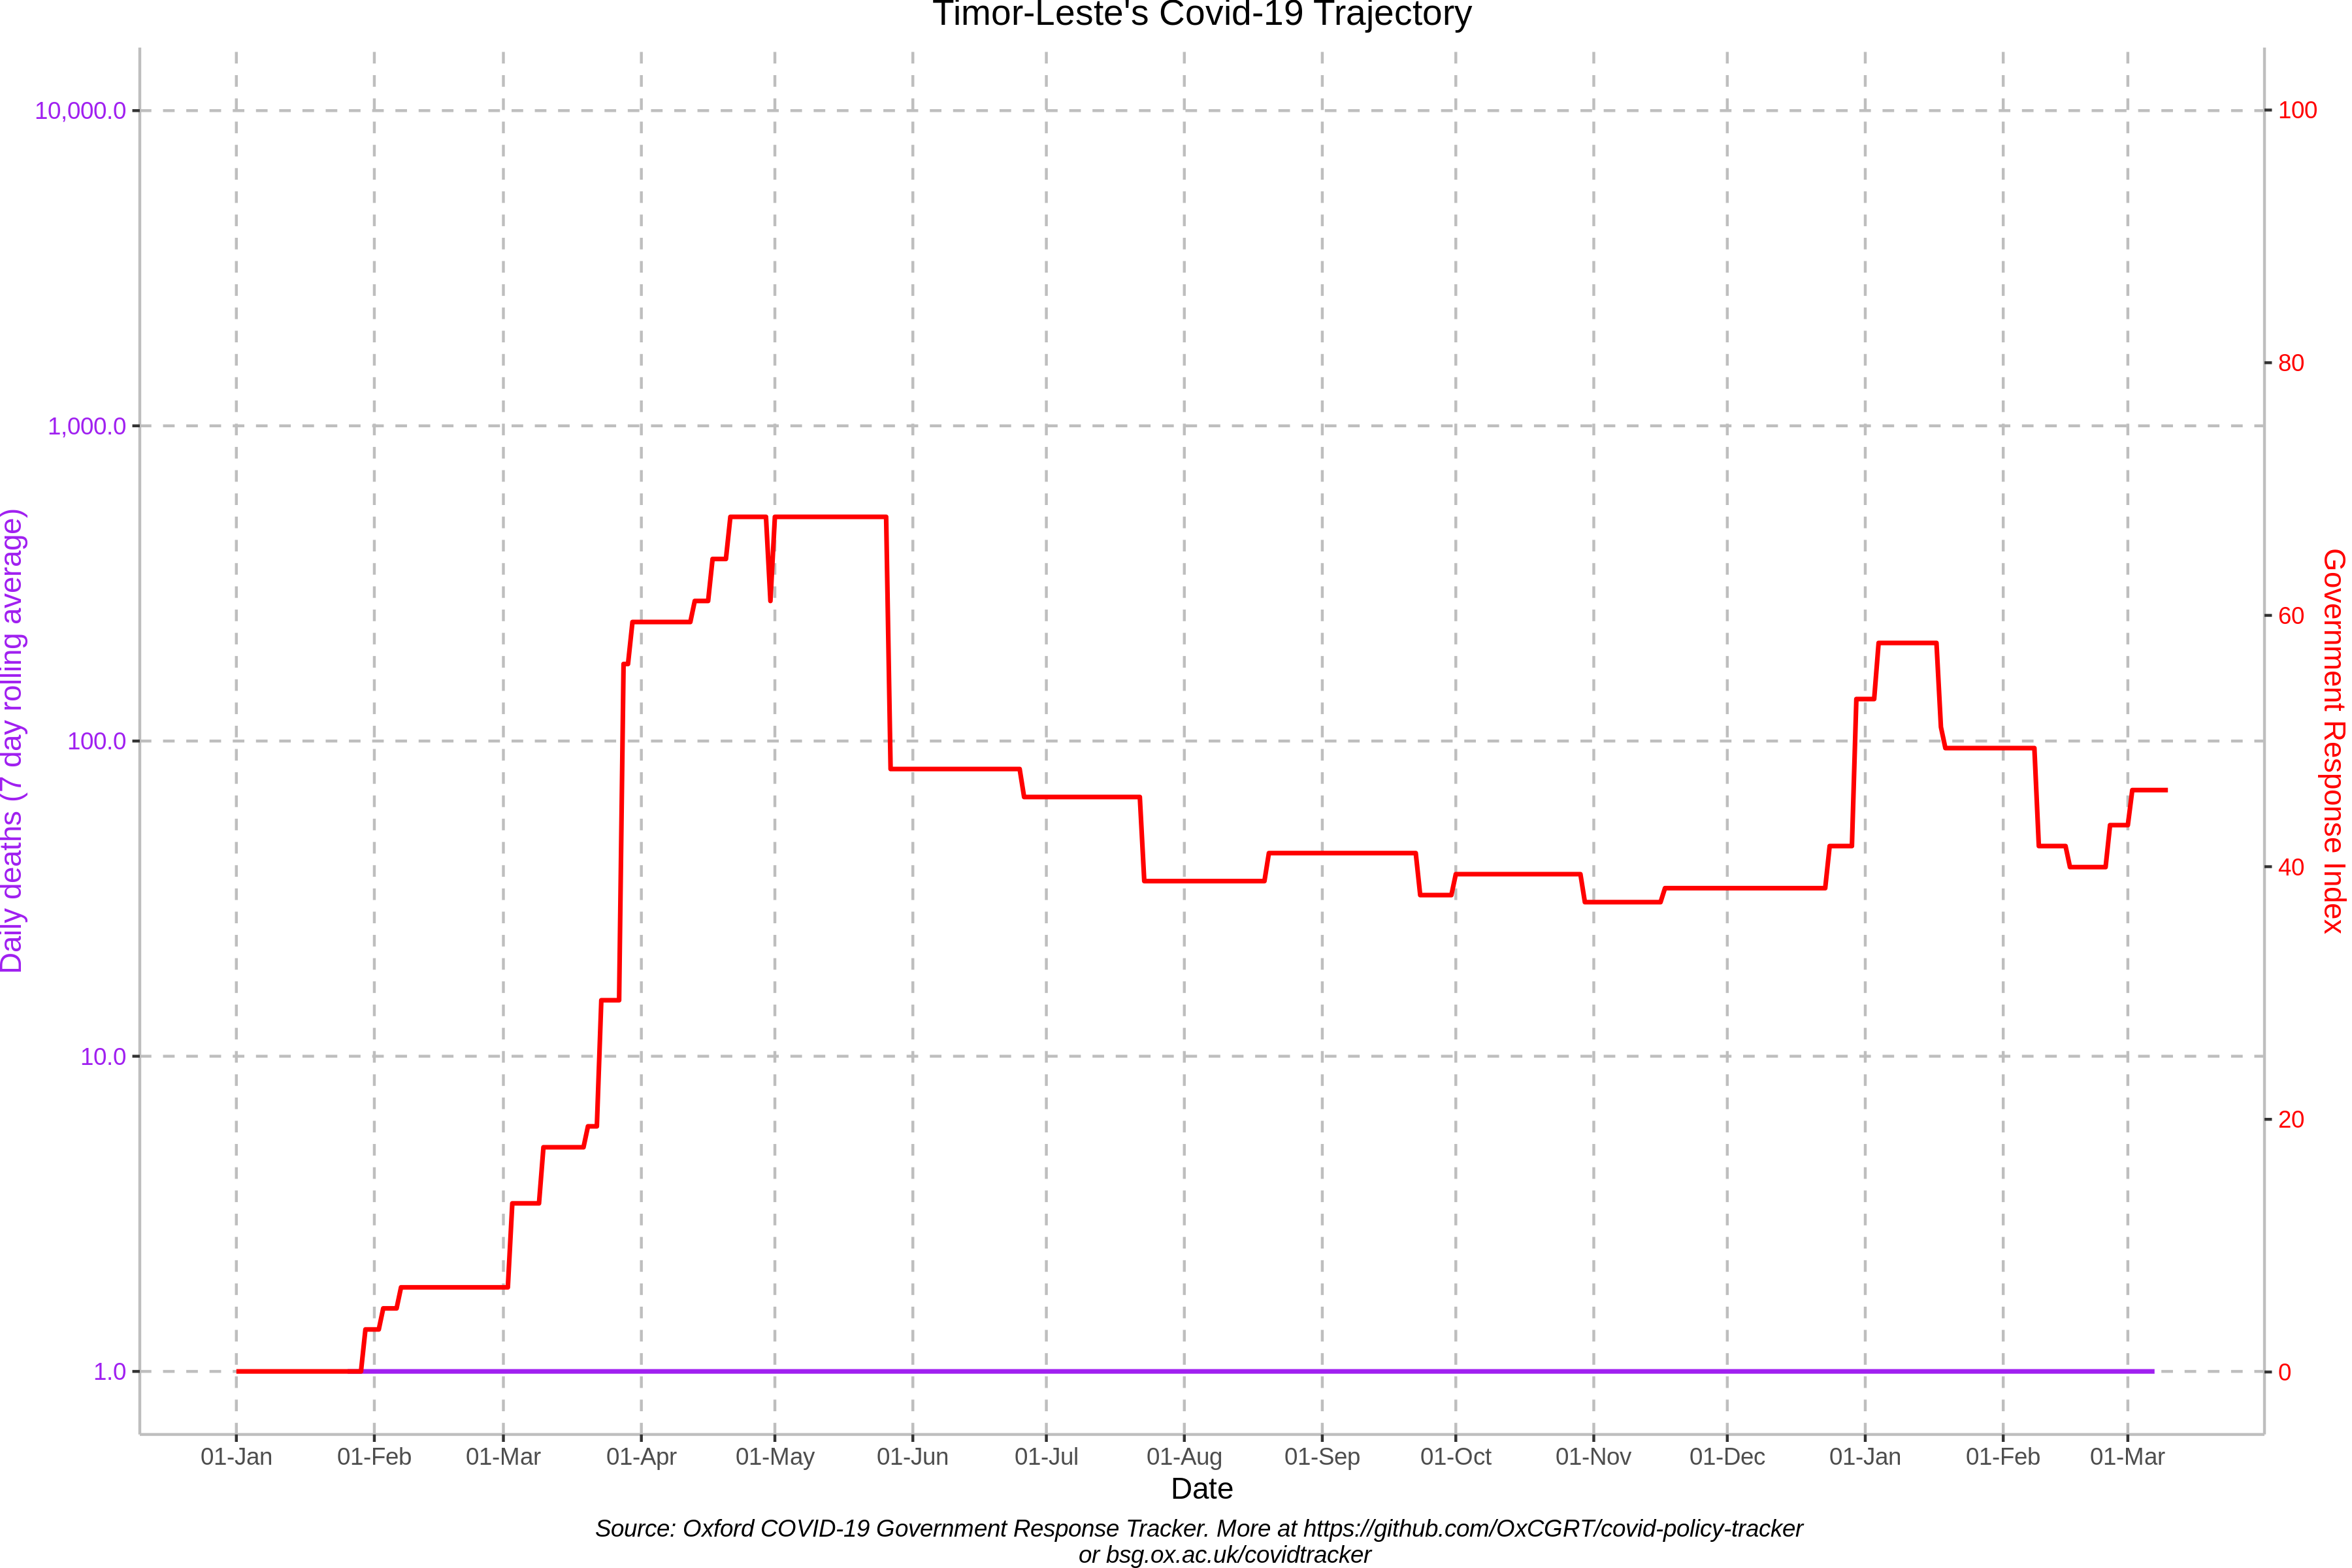 Timor-Leste's Covid-19 Trajectory
10,000.0
1,000.0
100.0
10.0
1.0
Daily deaths (7 day rolling average)
100
80
60
40
20
0
Government Response Index
01-Jan 01-Feb 01-Mar 01-Apr 01-May 01-Jun 01-Jul 01-Aug 01-Sep 01-Oct 01-Nov 01-Dec 01-Jan 01-Feb 01-Mar
Date
Source: Oxford COVID-19 Government Response Tracker. More at https://github.com/OxCGRT/covid-policy-tracker
or bsg.ox.ac.uk/covidtracker